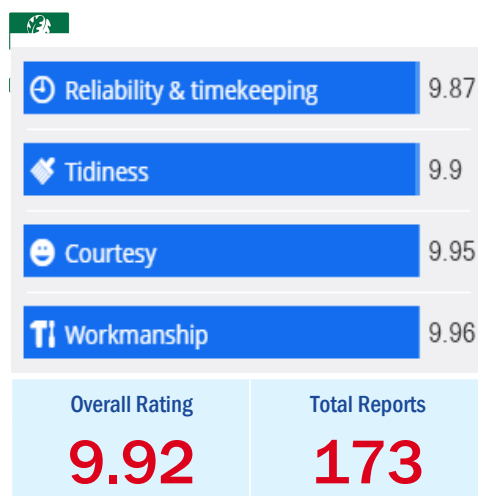 Reliability & timekeeping 9.87
Tidiness 9.9
Courtesy 9.95
Workmanship 9.96
Overall Rating Total Reports
9.92 173